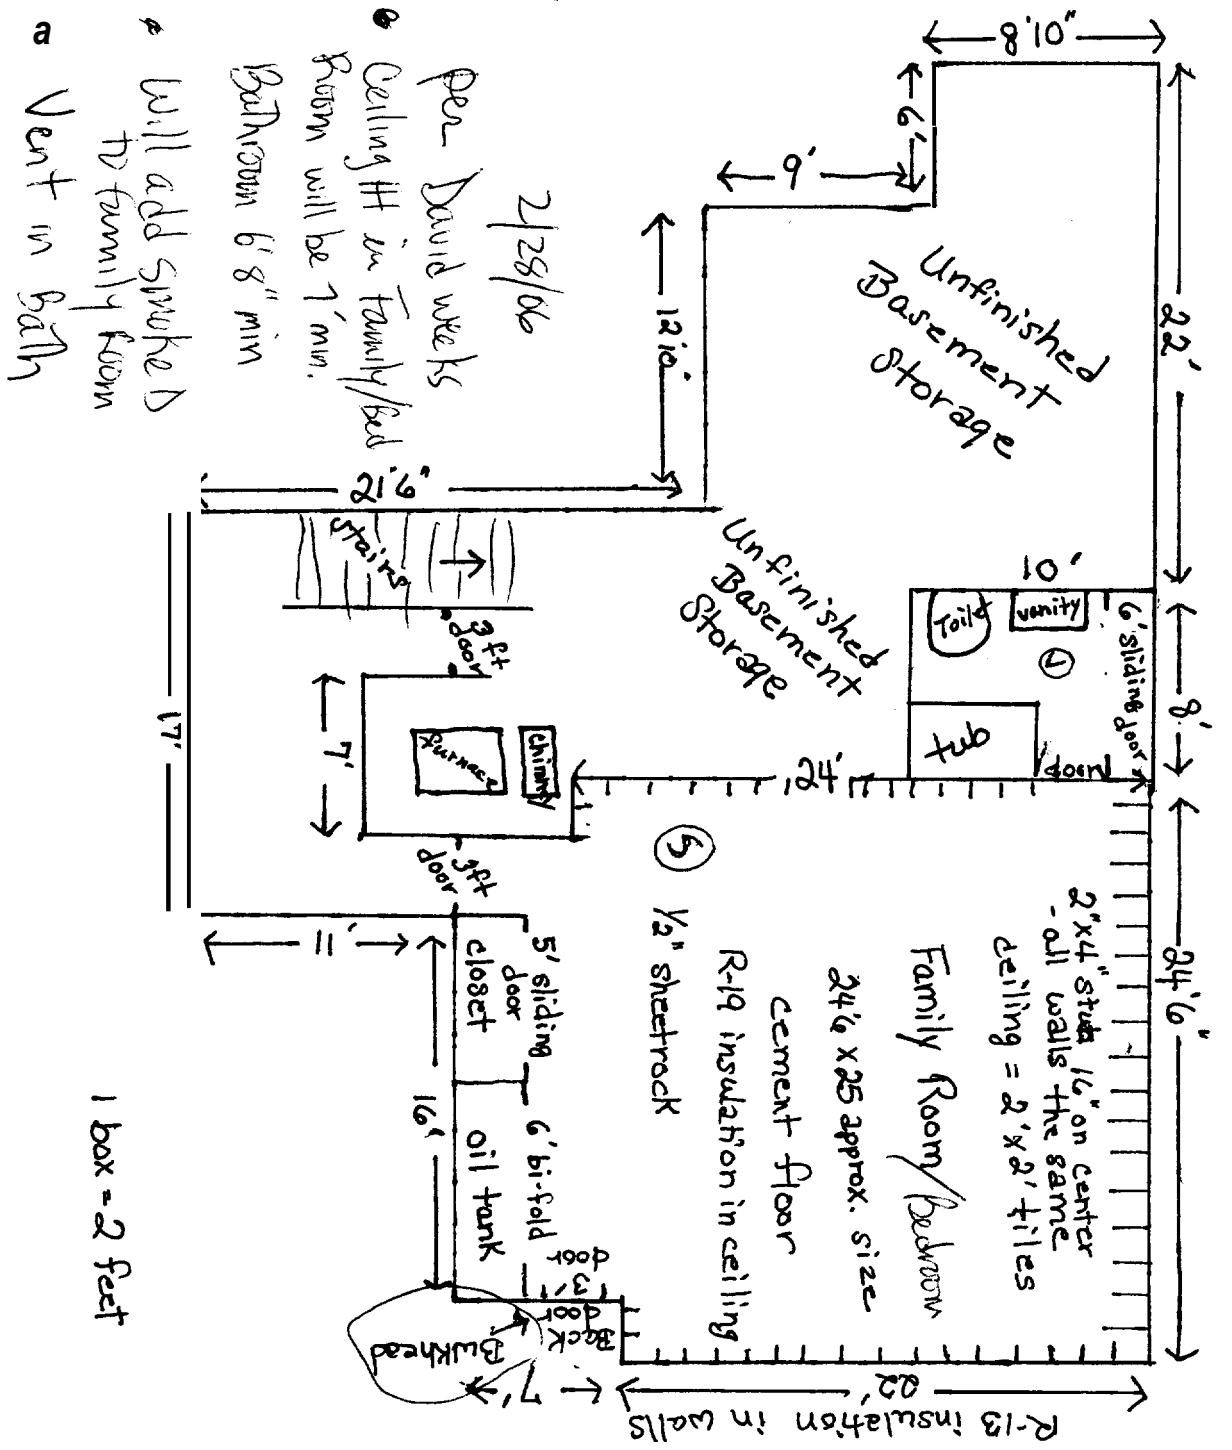 2/28/06
per David weeks
Ceiling Ht in family/bed
Room will be 7' min.
Bathroom 6'8" min
Will add smoke D
to family Room
a Vent in Bath
8'10"
6'
9'
12'10"
22'
Unfinished
Basement
Storage
Unfinished
Basement
Storage
21'6"
stairs
3 ft
door
17'
7'
furnace
chimney
3 ft
door
10'
Toilet
vanity
6' sliding door
8'
tub
door
V
24'
24'6"
2"x4" studs 16" on center
- all walls the same
ceiling = 2'x2' tiles
Family Room/Bedroom
24'6 x 25 approx. size
cement floor
R-19 insulation in ceiling
1/2" sheetrock
S
11'
16'
5' sliding
door
closet
6' bi-fold
oil tank
3'
door
Back
door
Bulkhead
7'
22'
R-13 insulation in walls
1 box = 2 feet